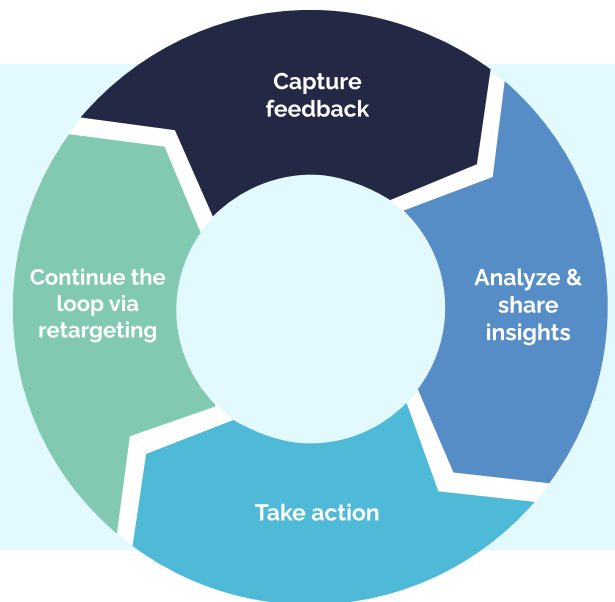 Capture
feedback
Analyze &
share
insights
Take action
Continue the
loop via
retargeting